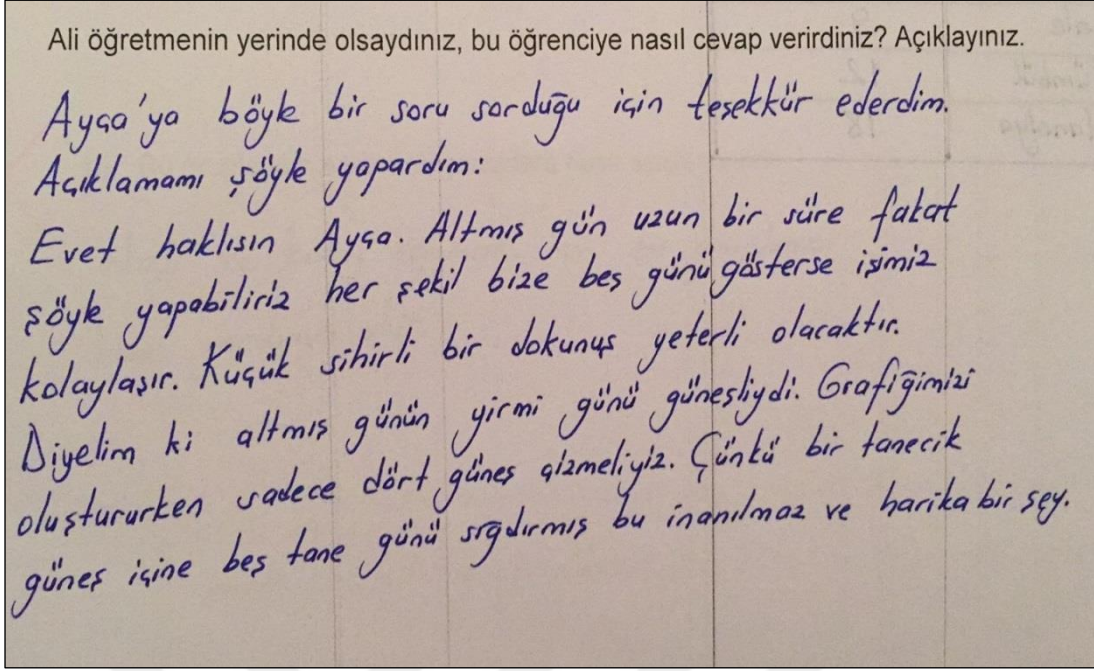 Ali öğretmenin yerinde olsaydınız, bu öğrenciye nasıl cevap verirdiniz? Açıklayınız.
Ayça'ya böyle bir soru sorduğu için teşekkür ederdim.
Açıklamamı şöyle yapardım:
Evet haklısın Ayça. Altmış gün uzun bir süre fakat
şöyle yapabiliriz her şekil bize beş günü gösterse işimiz
kolaylaşır. Küçük sihirli bir dokunuş yeterli olacaktır.
Diyelim ki altmış günün yirmi günü güneşliydi. Grafiğimizi
oluştururken sadece dört güneş çizmeliyiz. Çünkü bir tanecik
güneş içine beş tane günü sığdırmış bu inanılmaz ve harika bir şey.